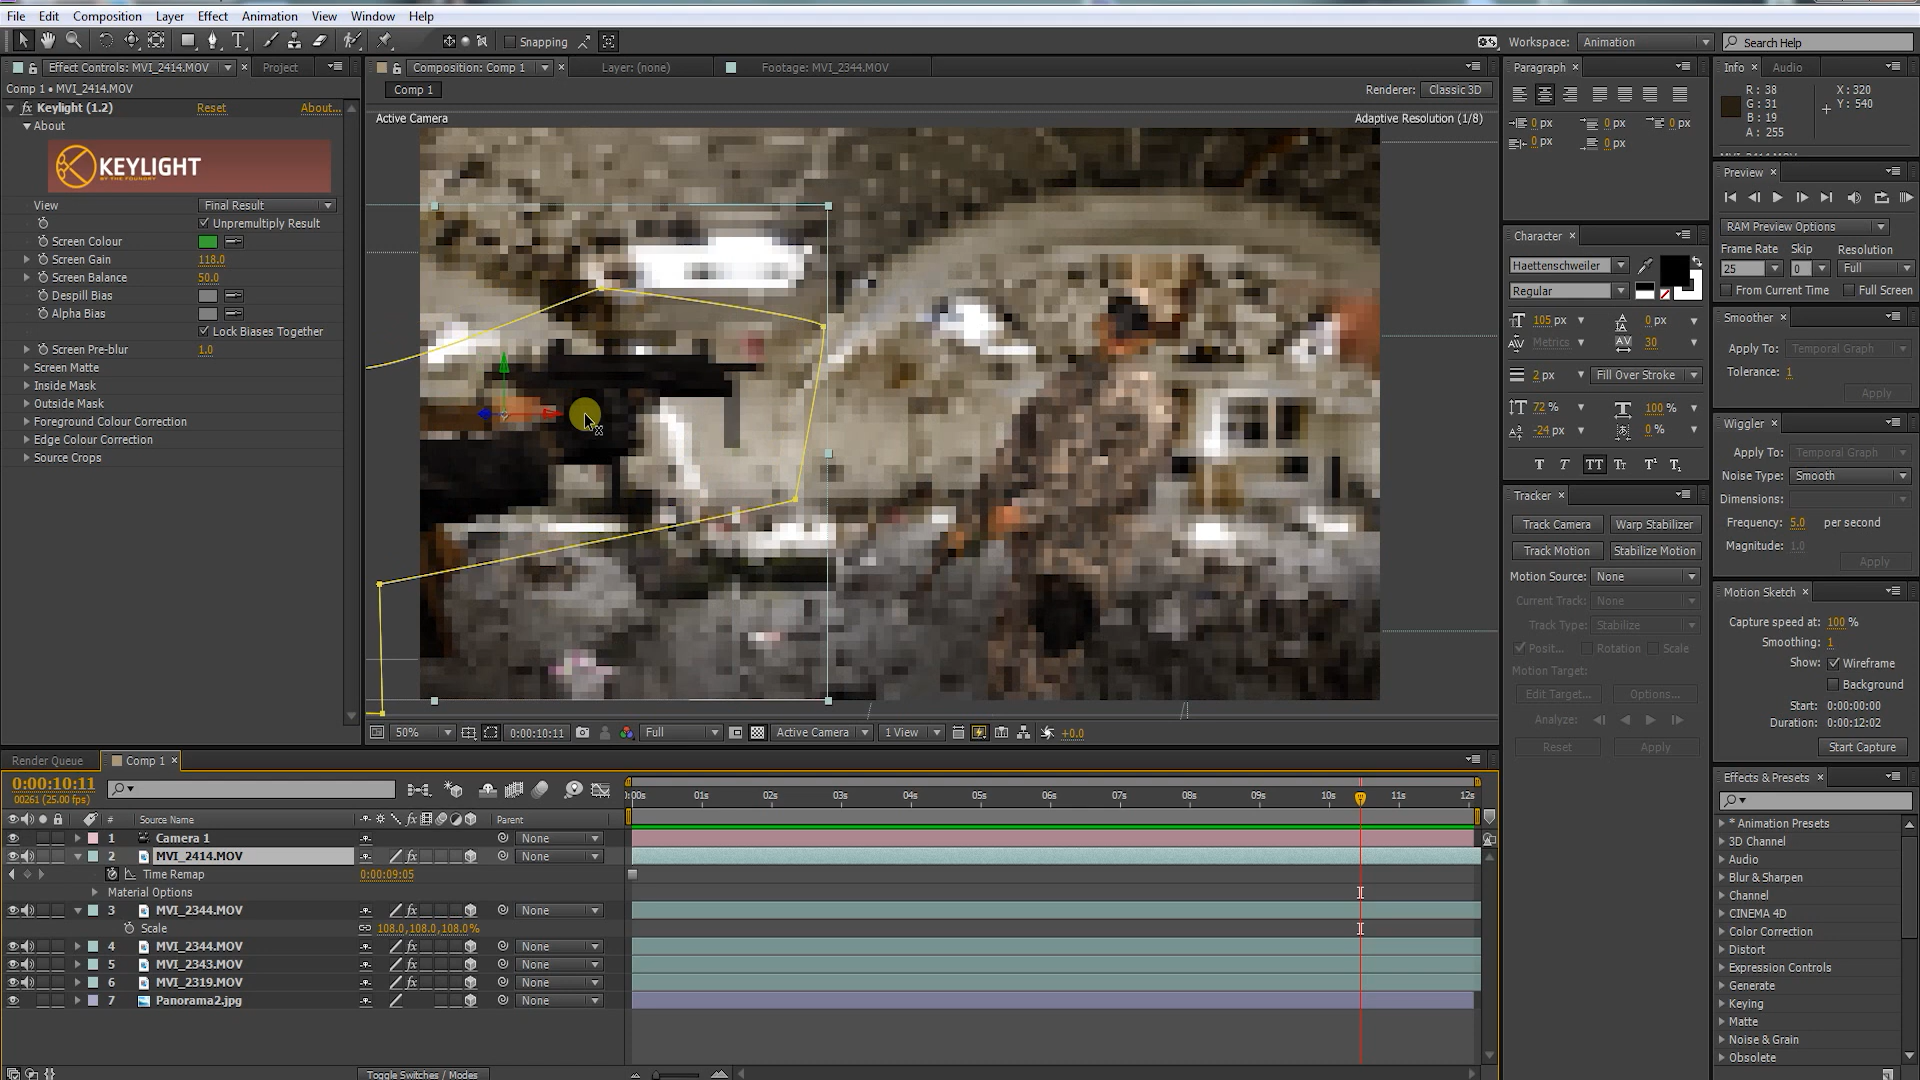 File Edit Composition Layer Effect Animation View Window Help
Snapping
Workspace: Animation
Search Help
Effect Controls: MVI_2414.MOV
Project
Composition: Comp 1
Layer: (none)
Footage: MVI_2344.MOV
Comp 1 • MVI_2414.MOV
Comp 1
Renderer: Classic 3D
Active Camera
Adaptive Resolution (1/8)
Keylight (1.2)
Reset
About...
About
KEYLIGHT
BY THE FOUNDRY
View
Final Result
Unpremultiply Result
Screen Colour
Screen Gain
118.0
Screen Balance
50.0
Despill Bias
Alpha Bias
Lock Biases Together
Screen Pre-blur
1.0
Screen Matte
Inside Mask
Outside Mask
Foreground Colour Correction
Edge Colour Correction
Source Crops
50%
0:00:10:11
Full
Active Camera
1 View
+0.0
Paragraph
0 px
0 px
0 px
0 px
0 px
Character
Haettenschweiler
Regular
105 px
0 px
Metrics
30
2 px
Fill Over Stroke
72 %
100 %
-24 px
0 %
Tracker
Track Camera
Warp Stabilizer
Track Motion
Stabilize Motion
Motion Source: None
Current Track: None
Track Type: Stabilize
Posit...
Rotation
Scale
Motion Target:
Edit Target...
Options...
Analyze:
Reset
Apply
Info
Audio
R: 38
G: 31
B: 19
A: 255
X: 320
Y: 540
Preview
RAM Preview Options
Frame Rate Skip Resolution
25
0
Full
From Current Time
Full Screen
Smoother
Apply To: Temporal Graph
Tolerance: 1
Apply
Wiggler
Apply To: Temporal Graph
Noise Type: Smooth
Dimensions:
Frequency: 5.0 per second
Magnitude: 1.0
Apply
Motion Sketch
Capture speed at: 100 %
Smoothing: 1
Show: Wireframe
Background
Start: 0:00:00:00
Duration: 0:00:12:02
Start Capture
Effects & Presets
* Animation Presets
3D Channel
Audio
Blur & Sharpen
Channel
CINEMA 4D
Color Correction
Distort
Expression Controls
Generate
Keying
Matte
Noise & Grain
Obsolete
Render Queue
Comp 1
0:00:10:11
00261 (25.00 fps)
:00s 01s 02s 03s 04s 05s 06s 07s 08s 09s 10s 11s 12s
# Source Name
Parent
1 Camera 1 None
2 MVI_2414.MOV None
Time Remap 0:00:09:05
Material Options
3 MVI_2344.MOV None
Scale 108.0,108.0,108.0%
4 MVI_2344.MOV None
5 MVI_2343.MOV None
6 MVI_2319.MOV None
7 Panorama2.jpg None
Toggle Switches / Modes